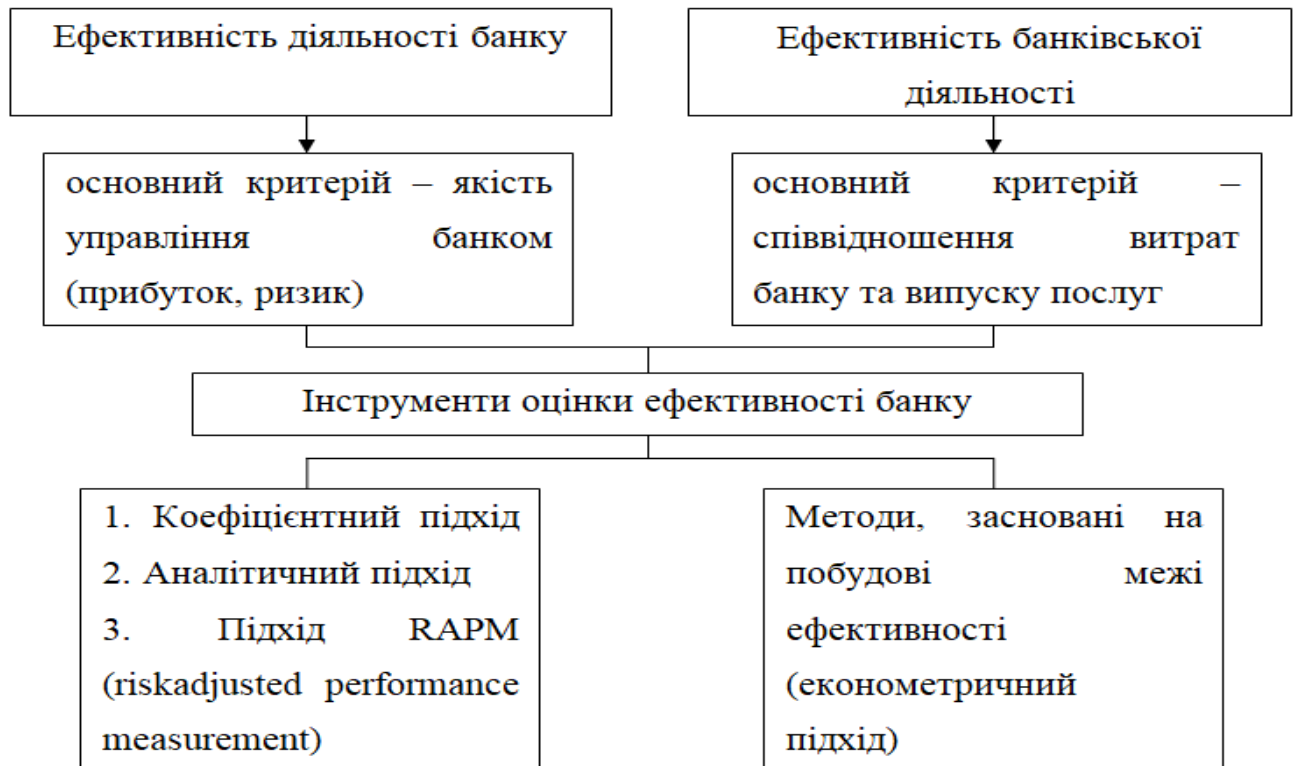 Ефективність діяльності банку
Ефективність банківської
діяльності
основний критерій – якість
управління банком
(прибуток, ризик)
основний критерій –
співвідношення витрат
банку та випуску послуг
Інструменти оцінки ефективності банку
1. Коефіцієнтний підхід
2. Аналітичний підхід
3. Підхід RAPM
(riskadjusted performance
measurement)
Методи, засновані на
побудові межі
ефективності
(економетричний
підхід)